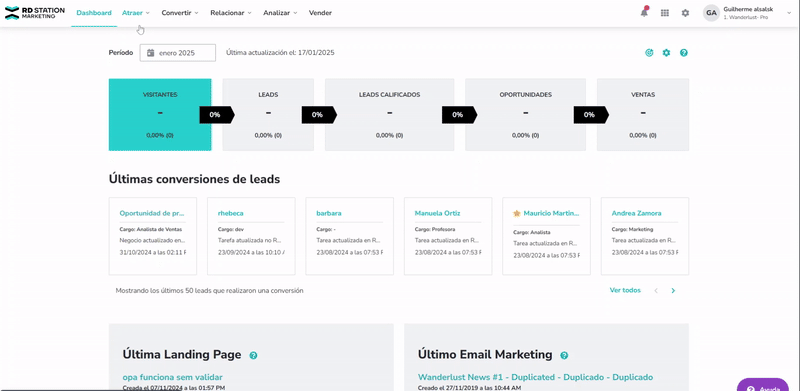 RD STATION
MARKETING
Dashboard
Atraer
Convertir
Relacionar
Analizar
Vender
GA
Guilherme alsalsk
1. Wanderlust- Pro
Período
enero 2025
Última actualización el: 17/01/2025
VISITANTES
-
0,00% (0)
0%
LEADS
-
0,00% (0)
0%
LEADS CALIFICADOS
-
0,00% (0)
0%
OPORTUNIDADES
-
0,00% (0)
0%
VENTAS
-
0,00% (0)
Últimas conversiones de leads
Oportunidad de pr...
Cargo: Analista de Ventas
Negocio actualizado en...
31/10/2024 a las 02:11 F
rhebeca
Cargo: dev
Tarefa atualizada no R...
23/09/2024 a las 10:10 /
barbara
Cargo: -
Tarea actualizada en R...
23/08/2024 a las 07:53 F
Manuela Ortiz
Cargo: Profesora
Tarea actualizada en R...
23/08/2024 a las 07:53 F
Mauricio Martin...
Cargo: Analista
Tarea actualizada en R...
23/08/2024 a las 07:53 F
Andrea Zamora
Cargo: Marketing
Tarea actualizada en R...
23/08/2024 a las 07:53 F
Mostrando los últimos 50 leads que realizaron una conversión
Ver todos
Última Landing Page
opa funciona sem validar
Creada el 07/11/2024 a las 01:57 PM
Último Email Marketing
Wanderlust News #1 - Duplicated - Duplicado - Duplicado
Creado el 27/11/2019 a las 10:44 AM
Ayuda